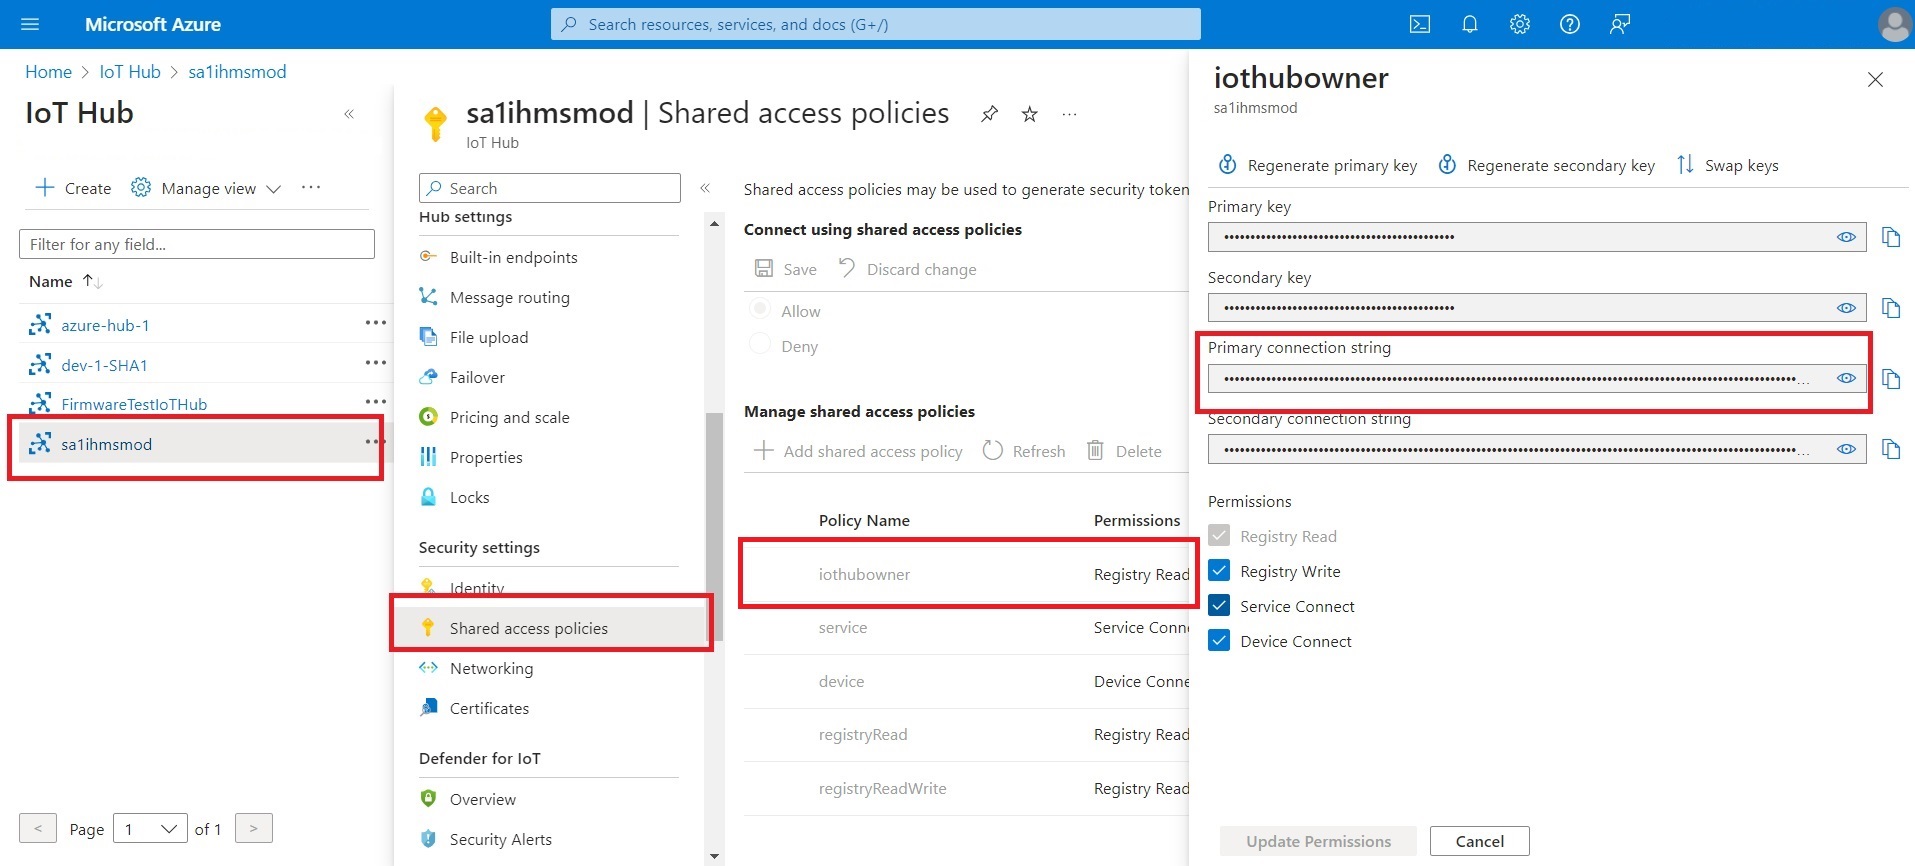 Microsoft Azure
Search resources, services, and docs (G+/)
Home > IoT Hub > sa1ihmsmod
IoT Hub
«
Create
Manage view
...
Filter for any field...
Name ↑↓
azure-hub-1
dev-1-SHA1
FirmwareTestIoTHub
sa1ihmsmod
< Page 1 of 1 >
sa1ihmsmod | Shared access policies
IoT Hub
Search
«
Hub settings
Built-in endpoints
Message routing
File upload
Failover
Pricing and scale
Properties
Locks
Security settings
Identity
Shared access policies
Networking
Certificates
Defender for IoT
Overview
Security Alerts
Shared access policies may be used to generate security token
Connect using shared access policies
Save
Discard change
Allow
Deny
Manage shared access policies
Add shared access policy
Refresh
Delete
Policy Name Permissions
iothubowner Registry Read
service Service Conn
device Device Conne
registryRead Registry Read
registryReadWrite Registry Read
iothubowner
sa1ihmsmod
Regenerate primary key
Regenerate secondary key
Swap keys
Primary key
Secondary key
Primary connection string
Secondary connection string
Permissions
Registry Read
Registry Write
Service Connect
Device Connect
Update Permissions
Cancel